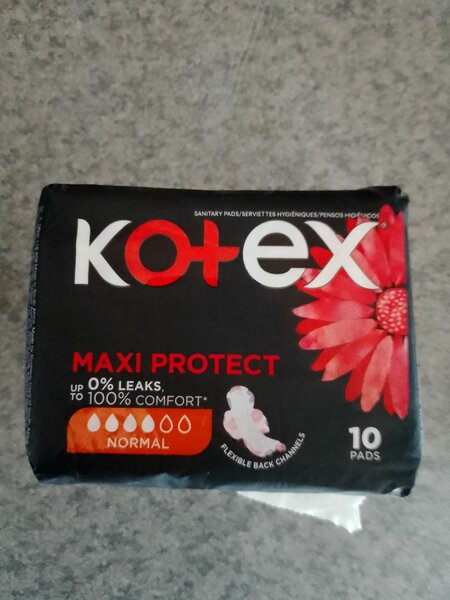 SANITARY PADS/SERVIETTES HYGIÉNIQUES/PENSOS HIGIÉNICOS
Kotex®
MAXI PROTECT
UP TO 0% LEAKS,
100% COMFORT*
NORMAL
FLEXIBLE BACK CHANNELS
10
PADS